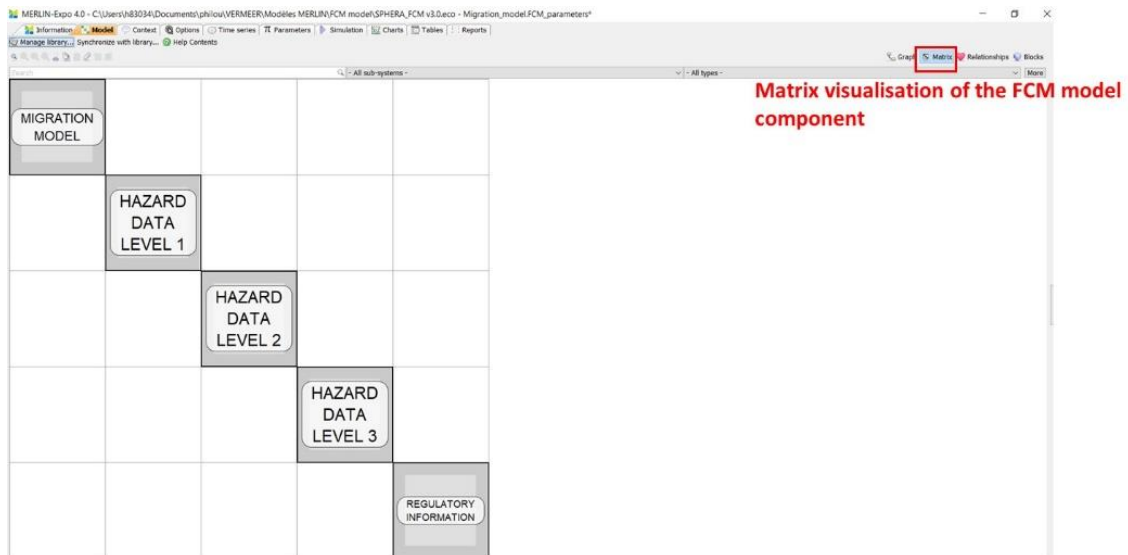 MERLIN-Expo 4.0 - C:\Users\h83034\Documents\philou\VERMEER\Modèles MERLIN\FCM model\SPHERA_FCM v3.0.eco - Migration_model.FCM_parameters*
Information Model Context Options Time series Parameters Simulation Charts Tables Reports
Manage library... Synchronize with library... Help Contents
Graph Matrix Relationships Blocks
Search - All sub-systems - - All types - More
Matrix visualisation of the FCM model
component
MIGRATION
MODEL
HAZARD
DATA
LEVEL 1
HAZARD
DATA
LEVEL 2
HAZARD
DATA
LEVEL 3
REGULATORY
INFORMATION